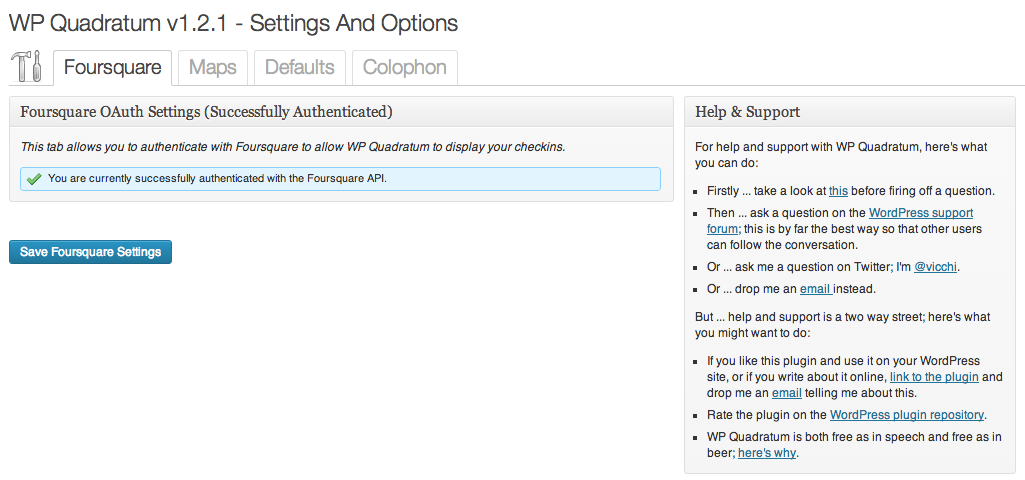 WP Quadratum v1.2.1 - Settings And Options
Foursquare Maps Defaults Colophon
Foursquare OAuth Settings (Successfully Authenticated)
This tab allows you to authenticate with Foursquare to allow WP Quadratum to display your checkins.
You are currently successfully authenticated with the Foursquare API.
Save Foursquare Settings
Help & Support
For help and support with WP Quadratum, here's what
you can do:
Firstly ... take a look at this before firing off a question.
Then ... ask a question on the WordPress support
forum; this is by far the best way so that other users
can follow the conversation.
Or ... ask me a question on Twitter; I'm @vicchi.
Or ... drop me an email instead.
But ... help and support is a two way street; here's what
you might want to do:
If you like this plugin and use it on your WordPress
site, or if you write about it online, link to the plugin and
drop me an email telling me about this.
Rate the plugin on the WordPress plugin repository.
WP Quadratum is both free as in speech and free as in
beer; here's why.